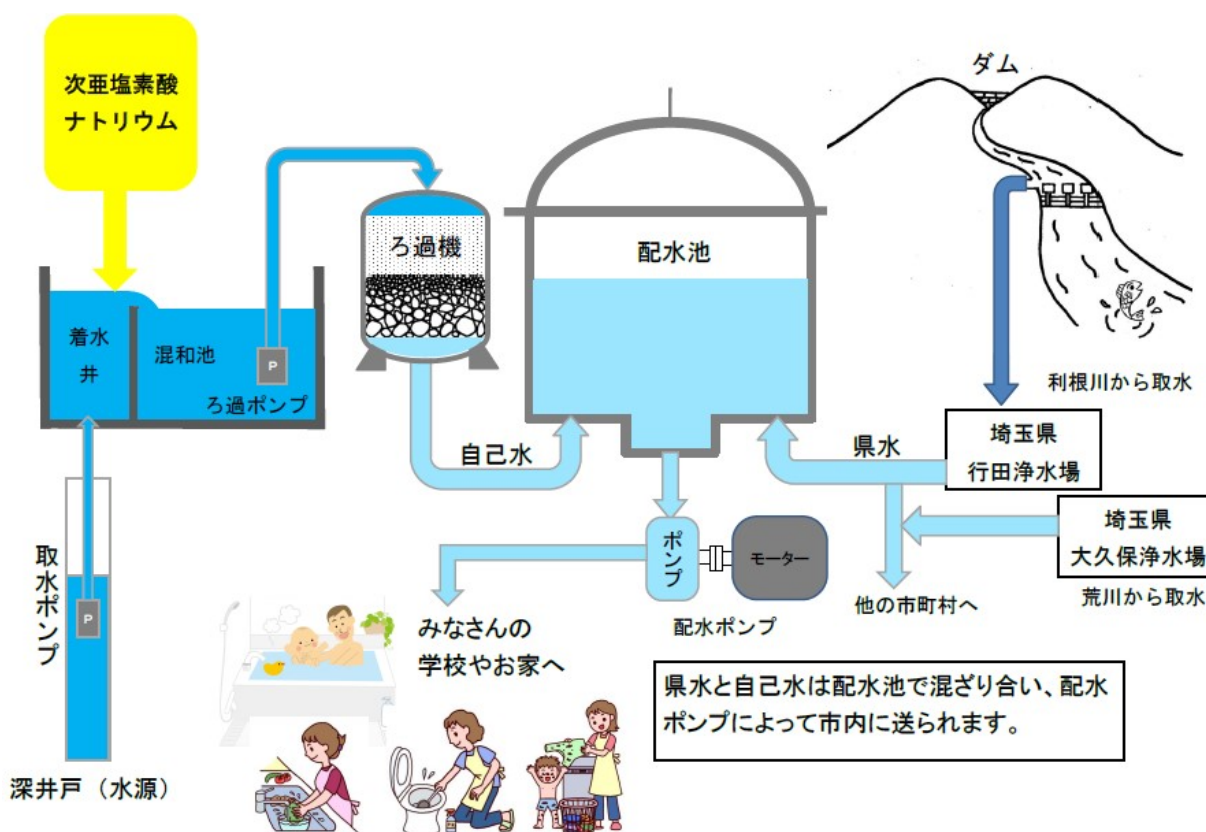 次亜塩素酸
ナトリウム
着水
井
混和池
P
ろ過ポンプ
取水ポンプ
P
深井戸（水源）
ろ過機
自己水
配水池
ポンプ
モーター
配水ポンプ
みなさんの
学校やお家へ
ダム
利根川から取水
埼玉県
行田浄水場
県水
埼玉県
大久保浄水場
荒川から取水
他の市町村へ
県水と自己水は配水池で混ざり合い、配水
ポンプによって市内に送られます。